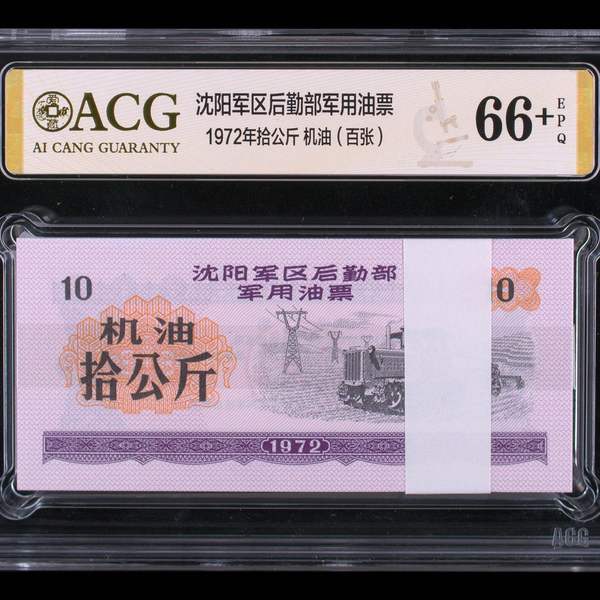 ACG
AI CANG GUARANTY
沈阳军区后勤部军用油票
1972年拾公斤 机油（百张）
66+
EPQ
沈阳军区后勤部
军用油票
10
0
机油
拾公斤
1972
ACG